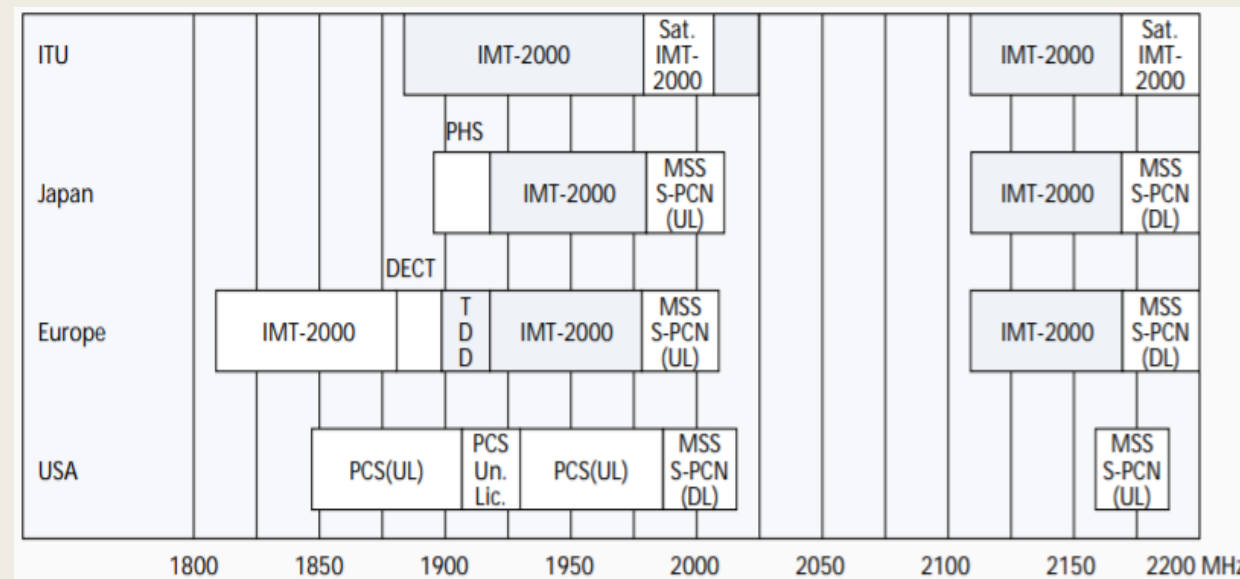 ITU
IMT-2000
Sat.
IMT-
2000
IMT-2000
Sat.
IMT-
2000
PHS
Japan
IMT-2000
MSS
S-PCN
(UL)
IMT-2000
MSS
S-PCN
(DL)
DECT
Europe
IMT-2000
T
D
D
IMT-2000
MSS
S-PCN
(UL)
IMT-2000
MSS
S-PCN
(DL)
USA
PCS(UL)
PCS
Un.
Lic.
PCS(UL)
MSS
S-PCN
(DL)
MSS
S-PCN
(UL)
1800 1850 1900 1950 2000 2050 2100 2150 2200 MHz